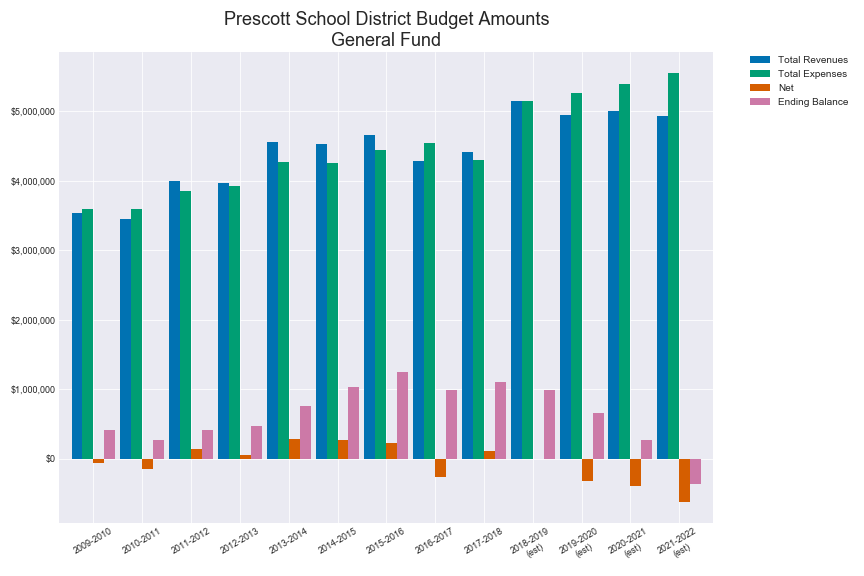 Prescott School District Budget Amounts
General Fund
Total Revenues
Total Expenses
Net
Ending Balance
$5,000,000
$4,000,000
$3,000,000
$2,000,000
$1,000,000
$0
2009-2010
2010-2011
2011-2012
2012-2013
2013-2014
2014-2015
2015-2016
2016-2017
2017-2018
2018-2019
(est)
2019-2020
(est)
2020-2021
(est)
2021-2022
(est)